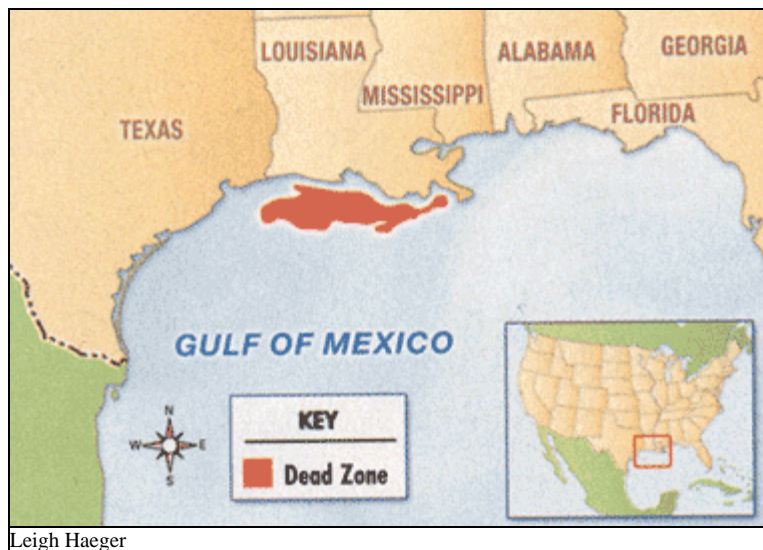 LOUISIANA
ALABAMA
GEORGIA
MISSISSIPPI
FLORIDA
TEXAS
GULF OF MEXICO
KEY
Dead Zone
N
W E
S
Leigh Haeger